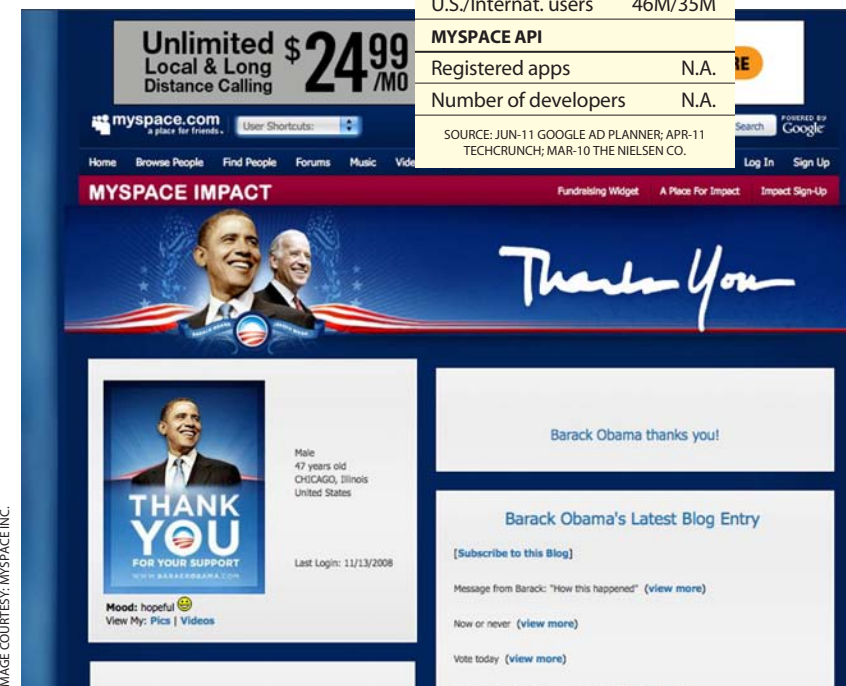 U.S./Internat. users 46M/35M
MYSPACE API
Registered apps N.A.
Number of developers N.A.
SOURCE: JUN-11 GOOGLE AD PLANNER; APR-11
TECHCRUNCH; MAR-10 THE NIELSEN CO.
Unlimited
Local & Long
Distance Calling
$24.99
/MO
RE
myspace.com
a place for friends.
User Shortcuts:
Search
POWERED BY
Google
Home Browse People Find People Forums Music Vide
Log In Sign Up
MYSPACE IMPACT
Fundraising Widget A Place For Impact Impact Sign-Up
Thank You
THANK
YOU
FOR YOUR SUPPORT
WWW.BARACKOBAMA.COM
Male
47 years old
CHICAGO, Illinois
United States
Last Login: 11/13/2008
Mood: hopeful
View My: Pics | Videos
Barack Obama thanks you!
Barack Obama's Latest Blog Entry
[Subscribe to this Blog]
Message from Barack: "How this happened" (view more)
Now or never (view more)
Vote today (view more)
MAGE COURTESY: MYSPACE INC.